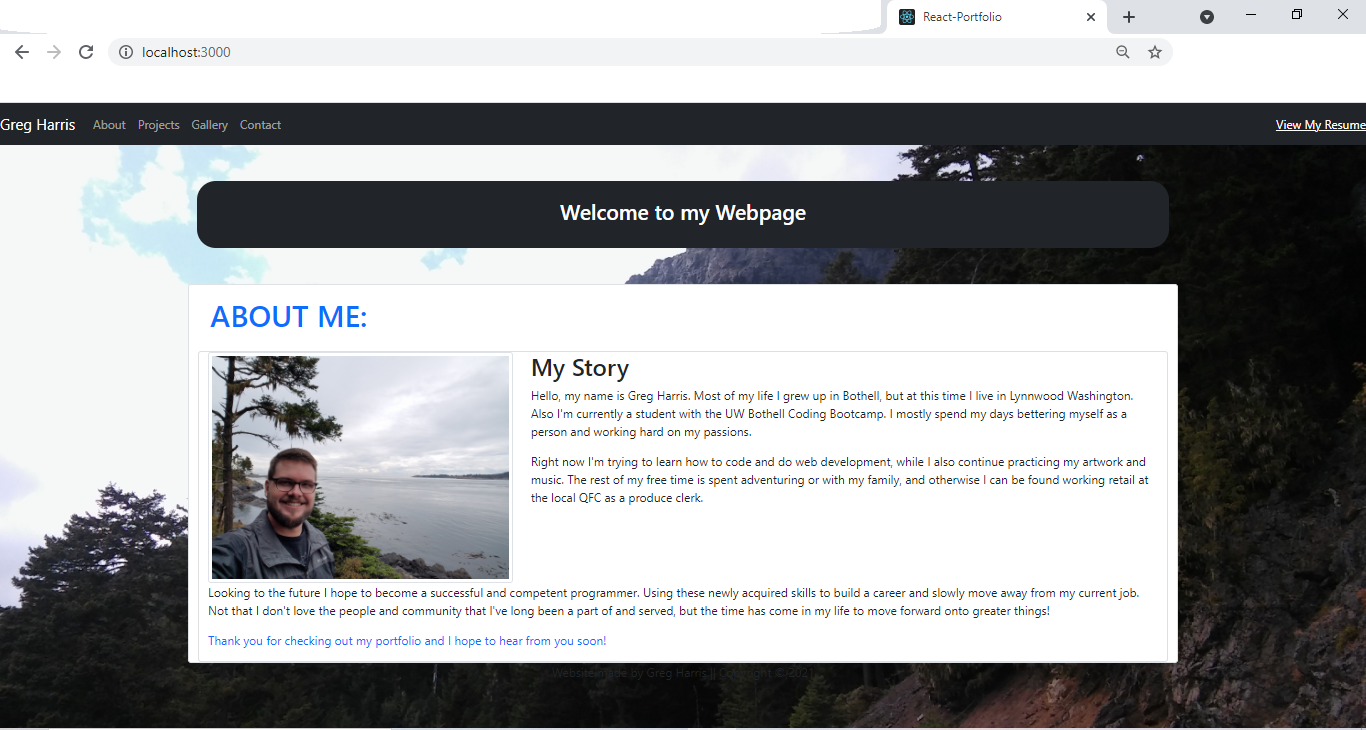 React-Portfolio
localhost:3000
Greg Harris About Projects Gallery Contact View My Resume
Welcome to my Webpage
ABOUT ME:
My Story
Hello, my name is Greg Harris. Most of my life I grew up in Bothell, but at this time I live in Lynnwood Washington.
Also I'm currently a student with the UW Bothell Coding Bootcamp. I mostly spend my days bettering myself as a
person and working hard on my passions.
Right now I'm trying to learn how to code and do web development, while I also continue practicing my artwork and
music. The rest of my free time is spent adventuring or with my family, and otherwise I can be found working retail at
the local QFC as a produce clerk.
Looking to the future I hope to become a successful and competent programmer. Using these newly acquired skills to build a career and slowly move away from my current job.
Not that I don't love the people and community that I've long been a part of and served, but the time has come in my life to move forward onto greater things!
Thank you for checking out my portfolio and I hope to hear from you soon!
Website made by Greg Harris || Copyright © 2021